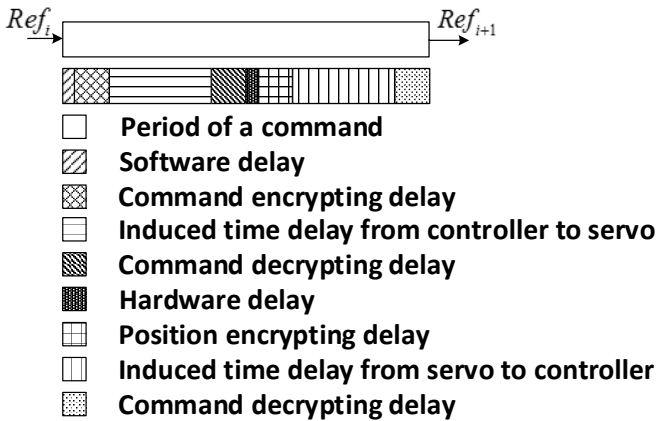 Ref_i Ref_{i+1}
Period of a command
Software delay
Command encrypting delay
Induced time delay from controller to servo
Command decrypting delay
Hardware delay
Position encrypting delay
Induced time delay from servo to controller
Command decrypting delay